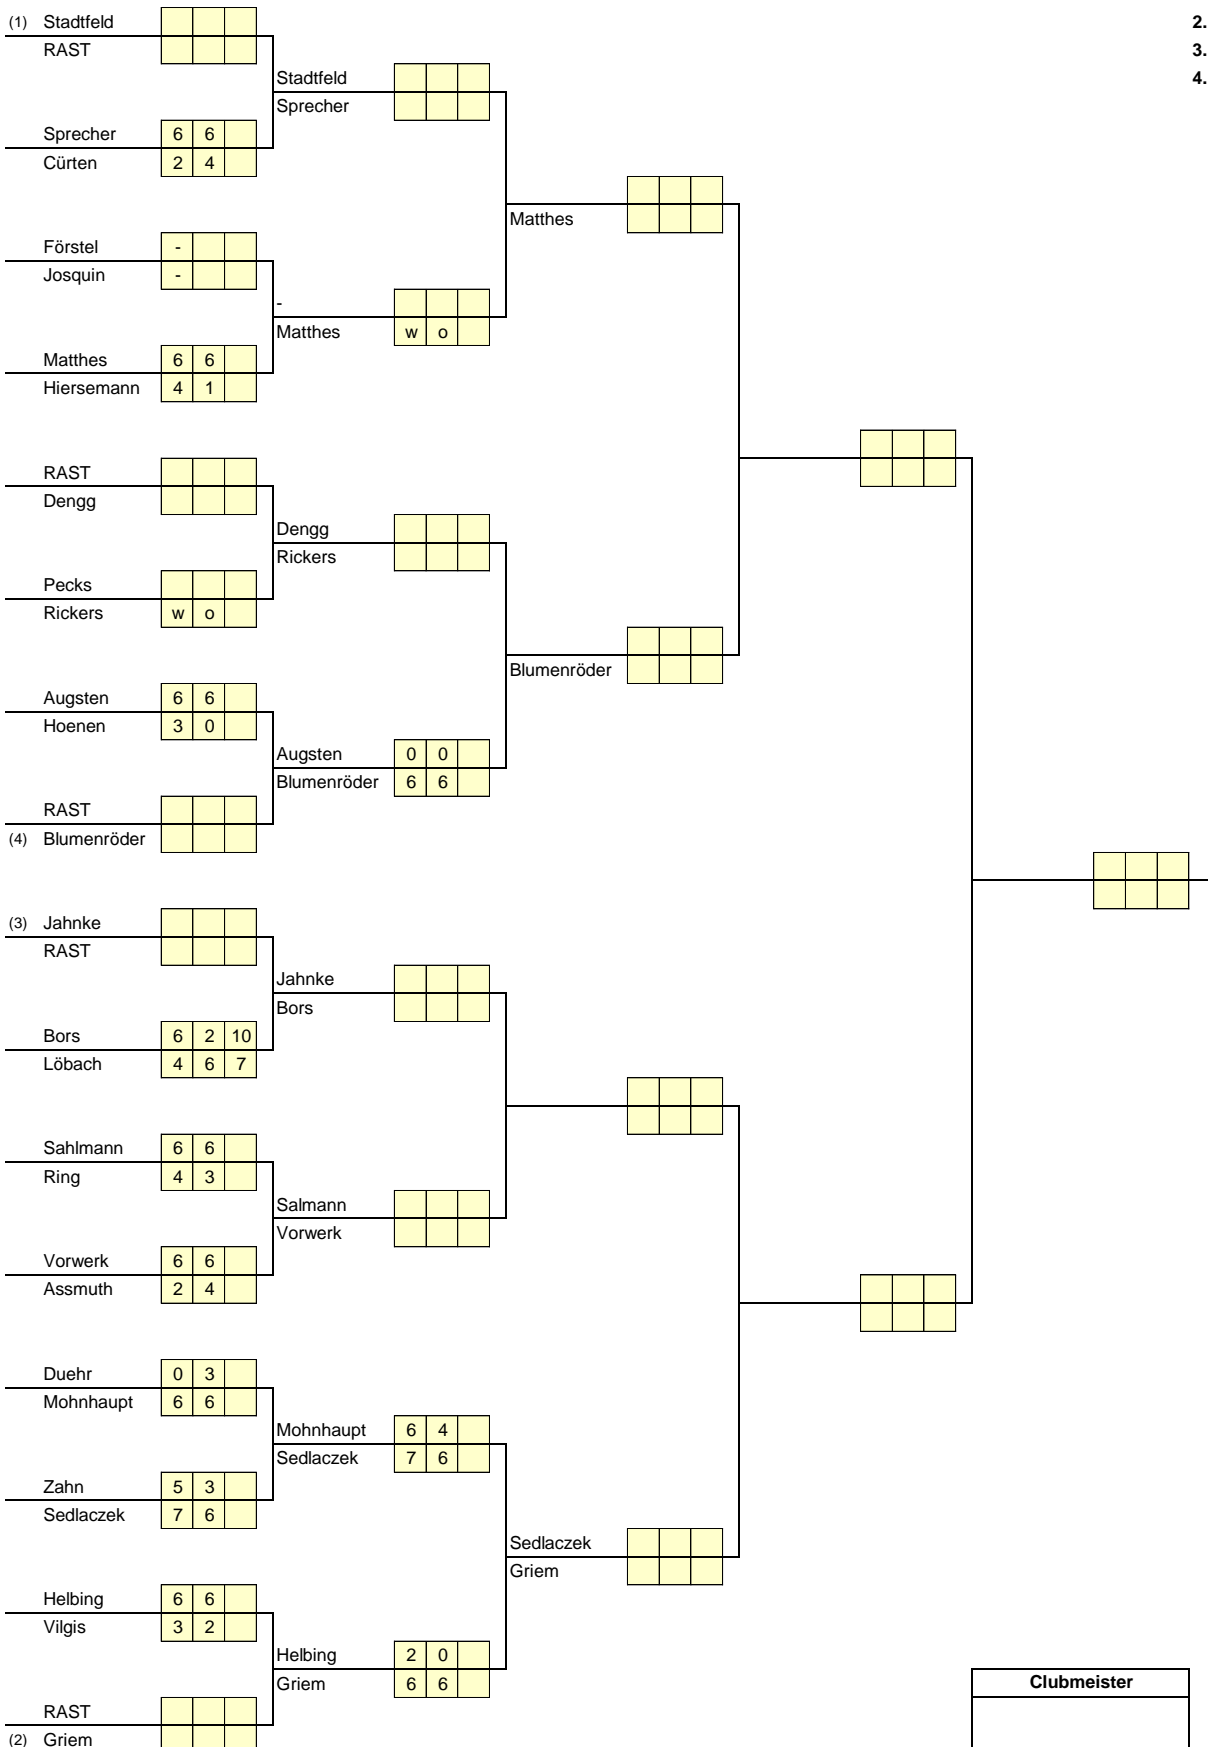 (1) Stadtfeld
2.
RAST
3.
Stadtfeld
4.
Sprecher
Sprecher 6 6
Cürten 2 4
Matthes
Förstel -
Josquin -
-
Matthes w o
Matthes 6 6
Hiersemann 4 1
RAST
Dengg
Dengg
Rickers
Pecks
Rickers w o
Blumenröder
Augsten 6 6
Hoenen 3 0
Augsten 0 0
Blumenröder 6 6
RAST
(4) Blumenröder
(3) Jahnke
RAST
Jahnke
Bors
Bors 6 2 10
Löbach 4 6 7
Sahlmann 6 6
Ring 4 3
Salmann
Vorwerk
Vorwerk 6 6
Assmuth 2 4
Duehr 0 3
Mohnhaupt 6 6
Mohnhaupt 6 4
Sedlaczek 7 6
Zahn 5 3
Sedlaczek 7 6
Sedlaczek
Griem
Helbing 6 6
Vilgis 3 2
Helbing 2 0
Griem 6 6
Clubmeister
RAST
(2) Griem